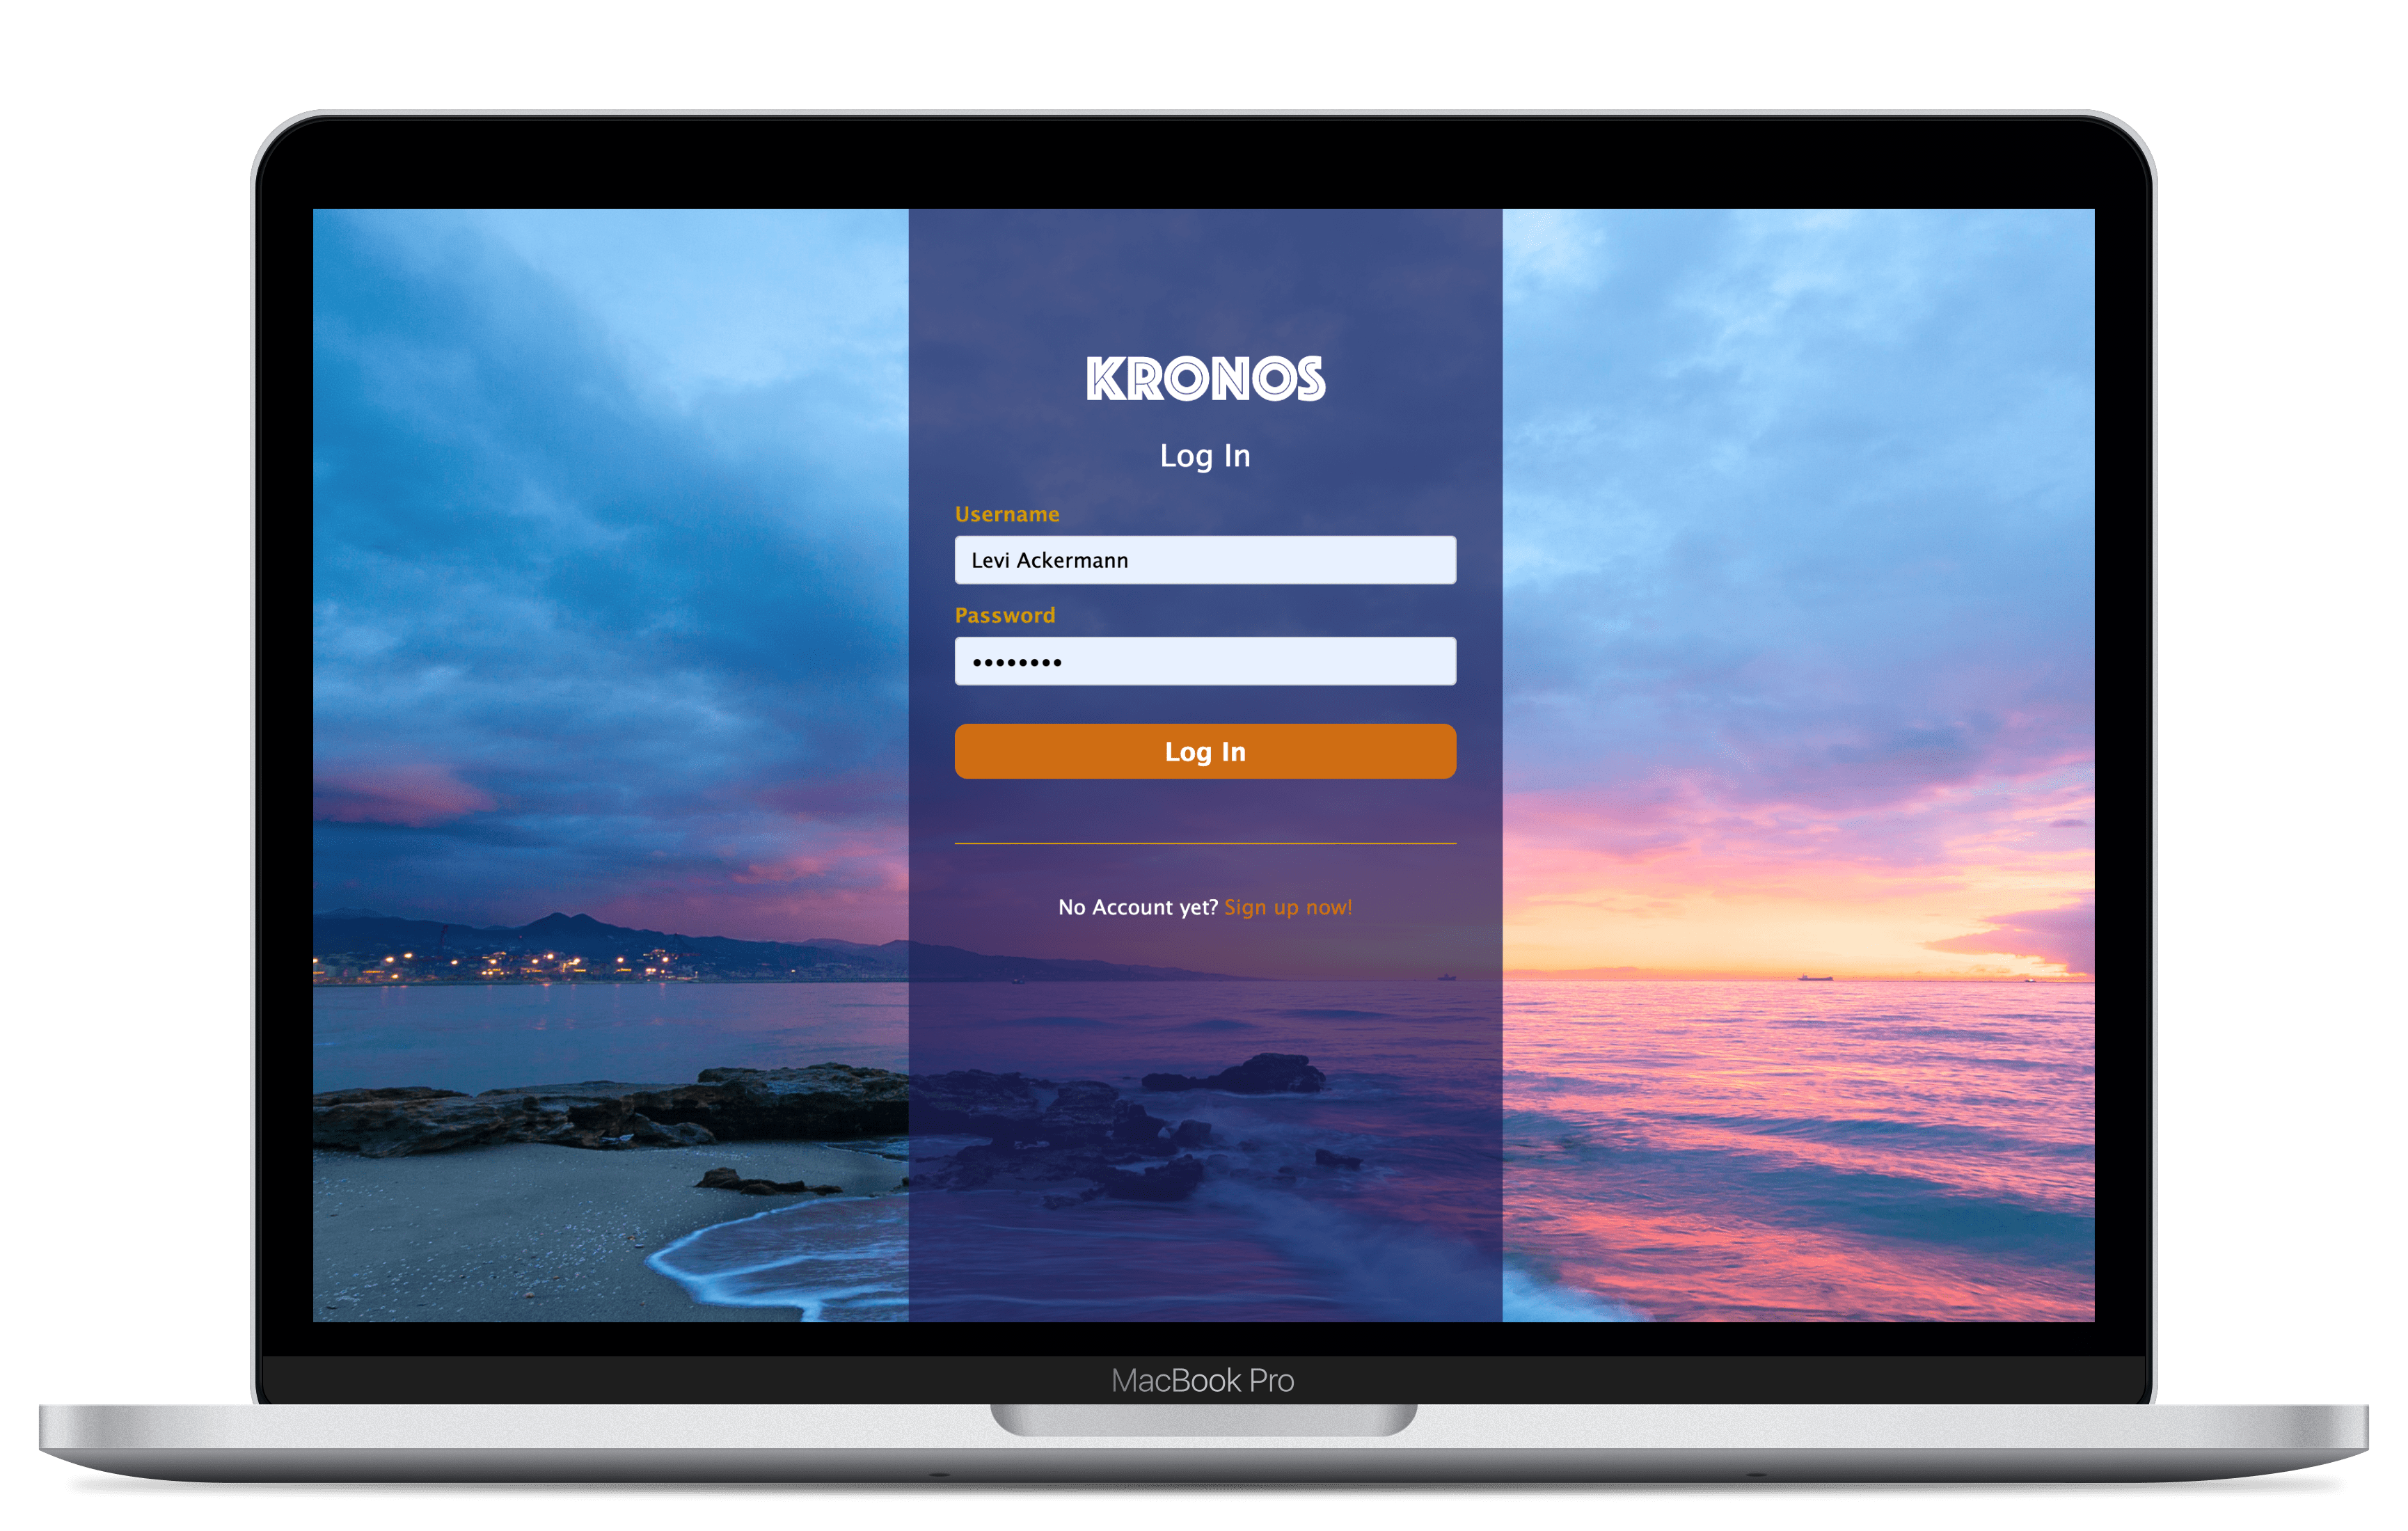 KRONOS
Log In
Username
Levi Ackermann
Password
••••••••
Log In
No Account yet? Sign up now!
MacBook Pro